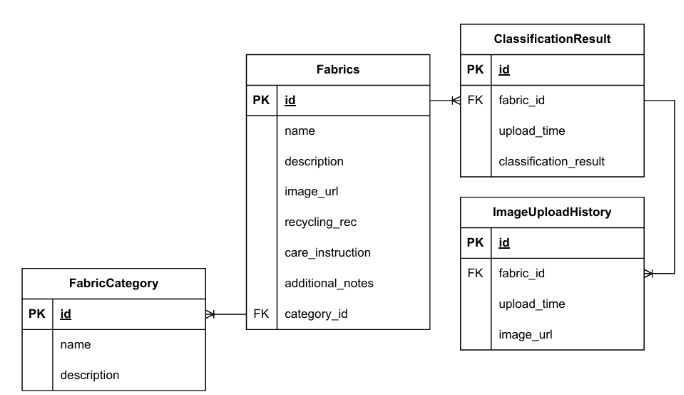 ClassificationResult
PK id
FK fabric_id
upload_time
classification_result
Fabrics
PK id
name
description
image_url
recycling_rec
care_instruction
additional_notes
FK category_id
ImageUploadHistory
PK id
FK fabric_id
upload_time
image_url
FabricCategory
PK id
name
description